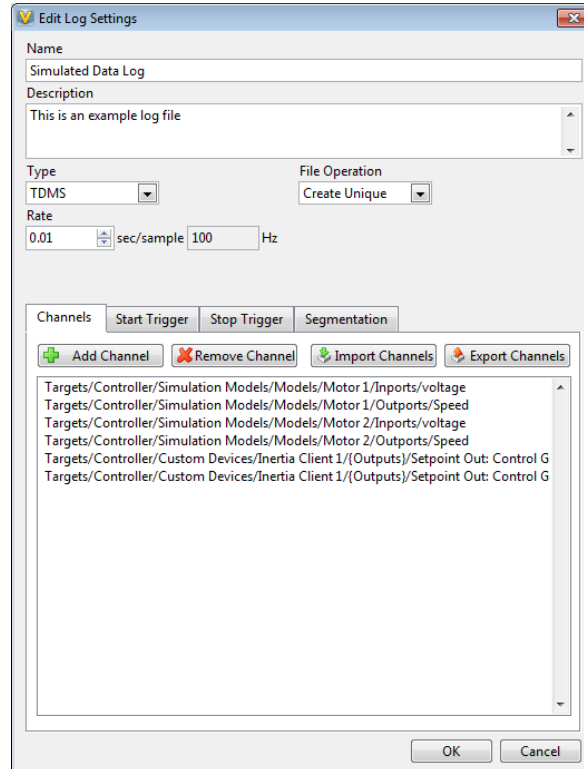 Edit Log Settings
Name
Simulated Data Log
Description
This is an example log file
Type File Operation
TDMS Create Unique
Rate
0.01 sec/sample 100 Hz
Channels Start Trigger Stop Trigger Segmentation
Add Channel Remove Channel Import Channels Export Channels
Targets/Controller/Simulation Models/Models/Motor 1/Inports/voltage
Targets/Controller/Simulation Models/Models/Motor 1/Outports/Speed
Targets/Controller/Simulation Models/Models/Motor 2/Inports/voltage
Targets/Controller/Simulation Models/Models/Motor 2/Outports/Speed
Targets/Controller/Custom Devices/Inertia Client 1/{Outputs}/Setpoint Out: Control G
Targets/Controller/Custom Devices/Inertia Client 1/{Outputs}/Setpoint Out: Control G
OK Cancel